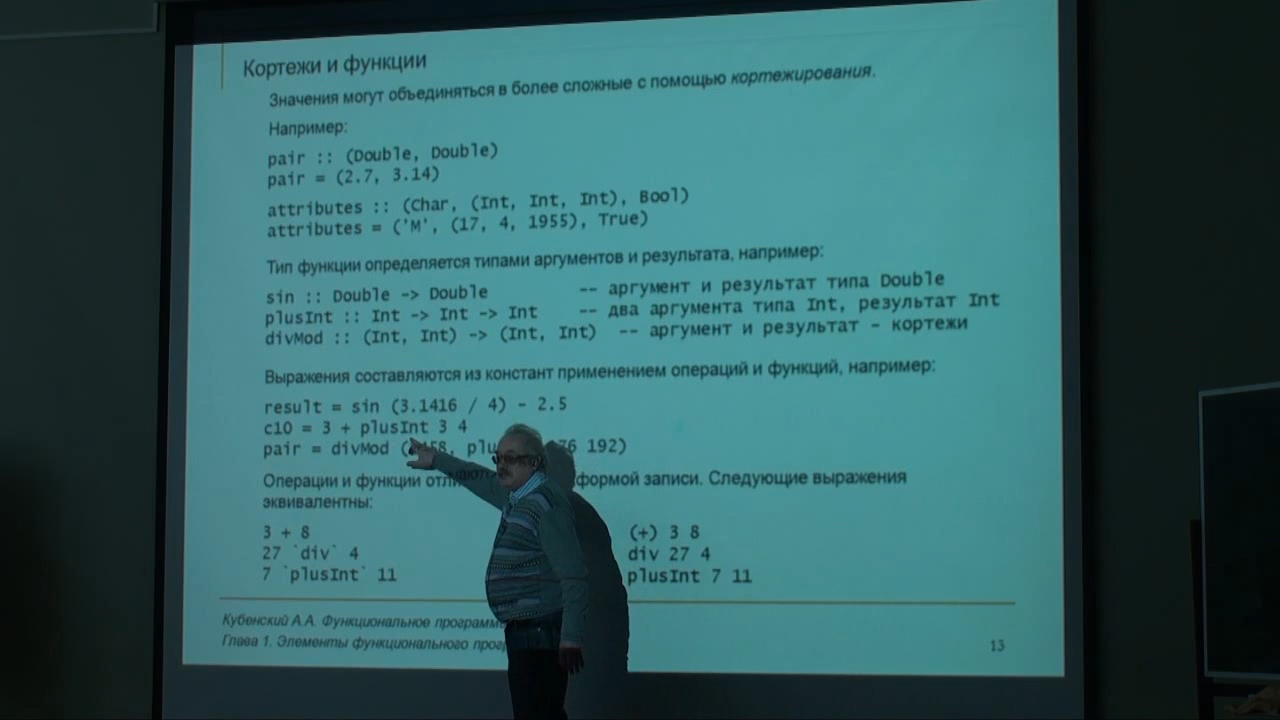 Кортежи и функции
Значения могут объединяться в более сложные с помощью кортежирования.
Например:
pair :: (Double, Double)
pair = (2.7, 3.14)
attributes :: (Char, (Int, Int, Int), Bool)
attributes = ('M', (17, 4, 1955), True)
Тип функции определяется типами аргументов и результата, например:
sin :: Double -> Double -- аргумент и результат типа Double
plusInt :: Int -> Int -> Int -- два аргумента типа Int, результат Int
divMod :: (Int, Int) -> (Int, Int) -- аргумент и результат – кортежи
Выражения составляются из констант применением операций и функций, например:
result = sin (3.1416 / 4) - 2.5
c10 = 3 + plusInt 3 4
pair = divMod ( 192)
Операции и функции формой записи. Следующие выражения
эквивалентны:
3 + 8 (+) 3 8
27 `div` 4 div 27 4
7 `plusInt` 11 plusInt 7 11
Кубенский А.А. Функциональное
Глава 1. Элементы функционального
13